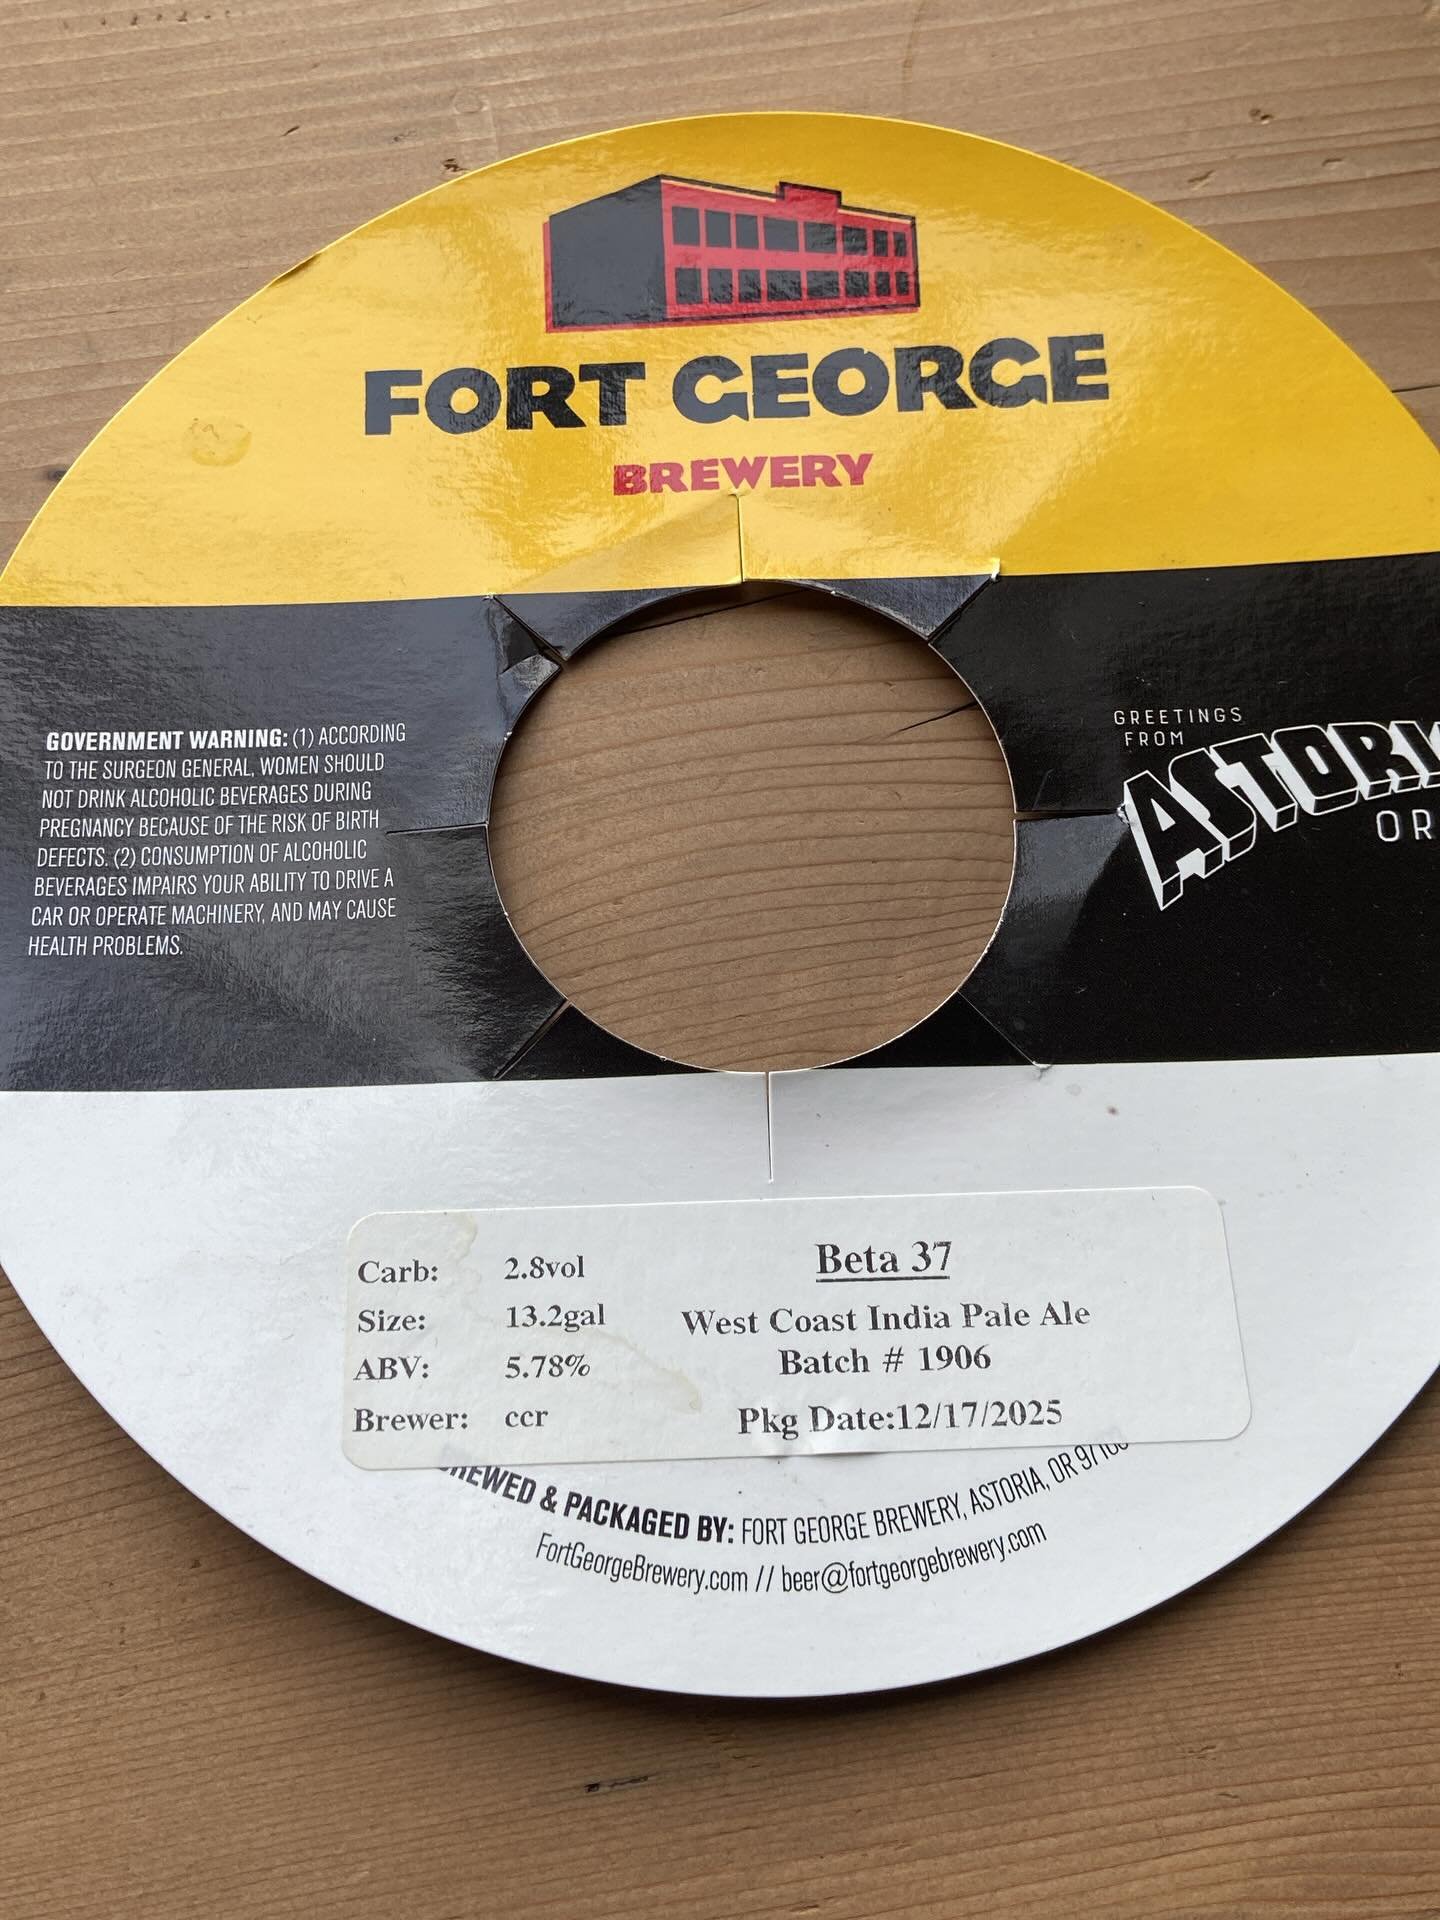 FORT GEORGE
BREWERY
GOVERNMENT WARNING: (1) ACCORDING
TO THE SURGEON GENERAL, WOMEN SHOULD
NOT DRINK ALCOHOLIC BEVERAGES DURING
PREGNANCY BECAUSE OF THE RISK OF BIRTH
DEFECTS. (2) CONSUMPTION OF ALCOHOLIC
BEVERAGES IMPAIRS YOUR ABILITY TO DRIVE A
CAR OR OPERATE MACHINERY, AND MAY CAUSE
HEALTH PROBLEMS.
GREETINGS
FROM
ASTORI
OR
Beta 37
Carb: 2.8vol
Size: 13.2gal
ABV: 5.78%
Brewer: ccr
West Coast India Pale Ale
Batch # 1906
Pkg Date:12/17/2025
& PACKAGED BY: FORT GEORGE BREWERY, ASTORIA, OR
FortGeorgeBrewery.com // beer@fortgeorgebrewery.com